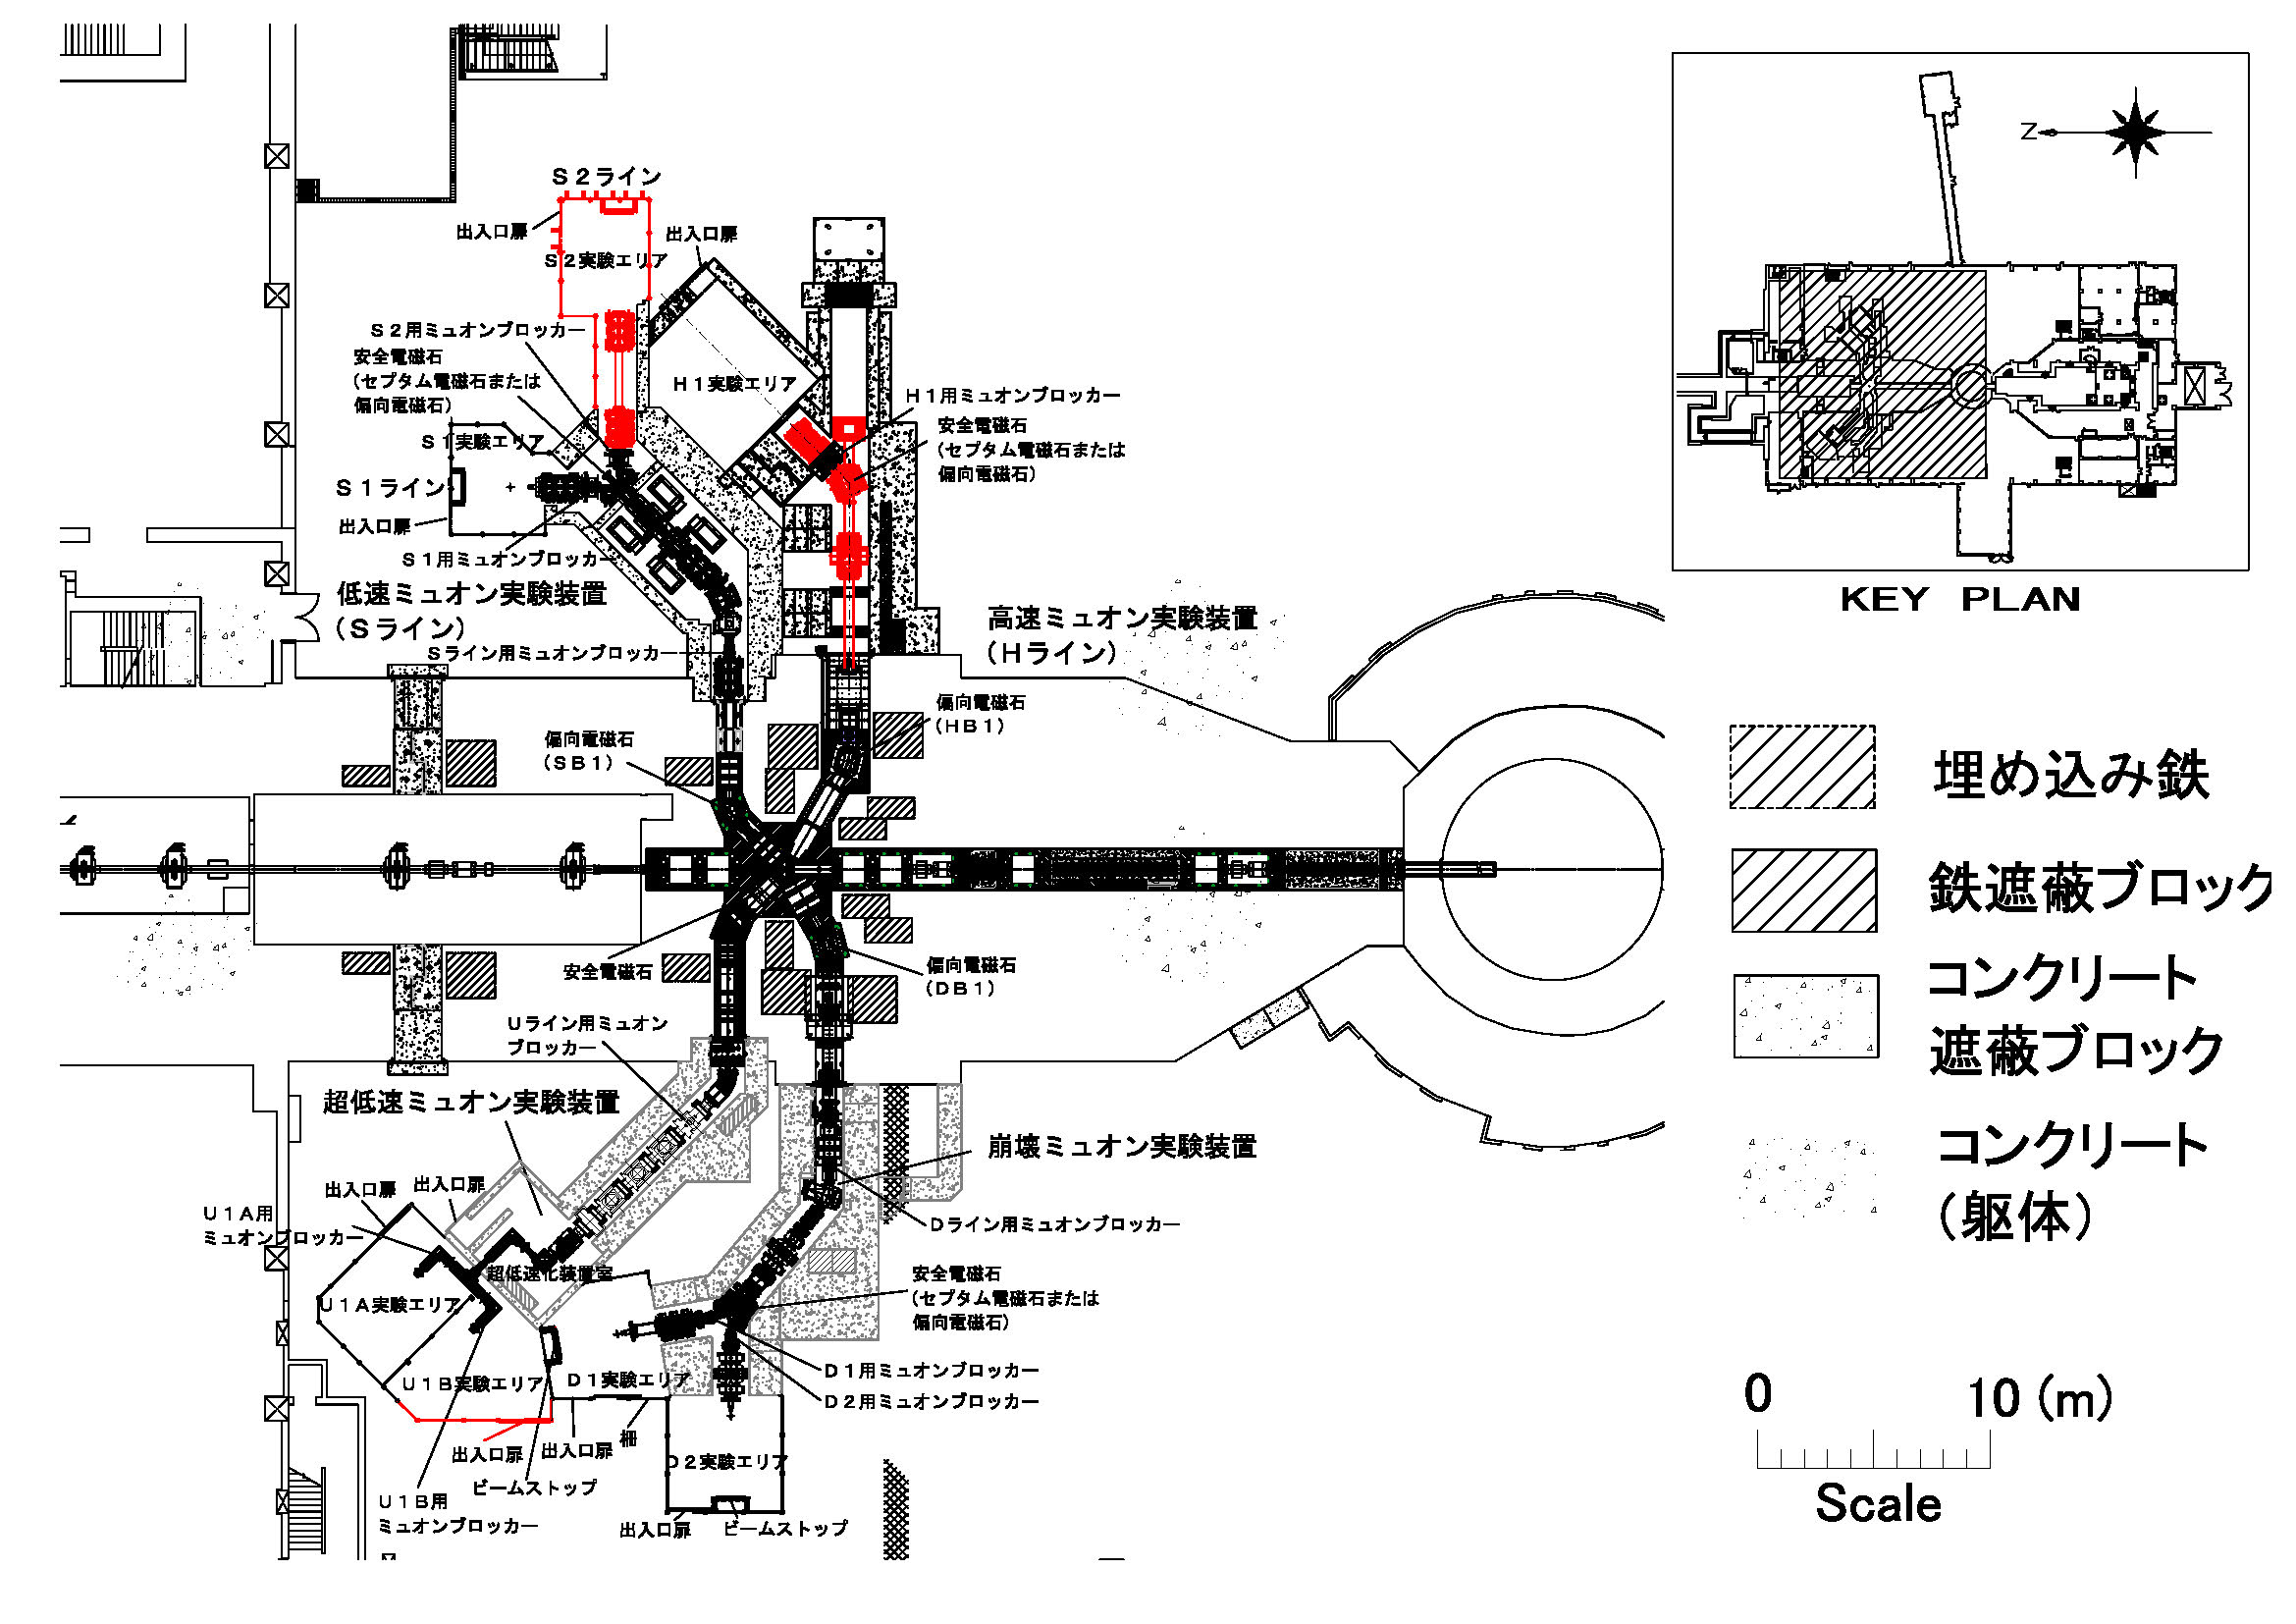 S2ライン
出入口扉
出入口扉
S2実験エリア
Z
KEY PLAN
S2用ミュオンブロッカー
安全電磁石
(セプタム電磁石または
偏向電磁石)
H1実験エリア
H1用ミュオンブロッカー
安全電磁石
(セプタム電磁石または
偏向電磁石)
S1実験エリア
S1ライン
出入口扉
S1用ミュオンブロッカー
低速ミュオン実験装置
(Sライン)
Sライン用ミュオンブロッカー
高速ミュオン実験装置
(Hライン)
偏向電磁石
(HB1)
偏向電磁石
(SB1)
安全電磁石
偏向電磁石
(DB1)
Uライン用ミュオン
ブロッカー
超低速ミュオン実験装置
崩壊ミュオン実験装置
出入口扉
出入口扉
U1A用
ミュオンブロッカー
Dライン用ミュオンブロッカー
超低速化装置室
U1A実験エリア
安全電磁石
(セプタム電磁石または
偏向電磁石)
U1B実験エリア
D1実験エリア
D1用ミュオンブロッカー
D2用ミュオンブロッカー
出入口扉
出入口扉
柵
D2実験エリア
ビームストップ
U1B用
ミュオンブロッカー
出入口扉
ビームストップ
埋め込み鉄
鉄遮蔽ブロック
コンクリート
遮蔽ブロック
コンクリート
(躯体)
0 10(m)
Scale